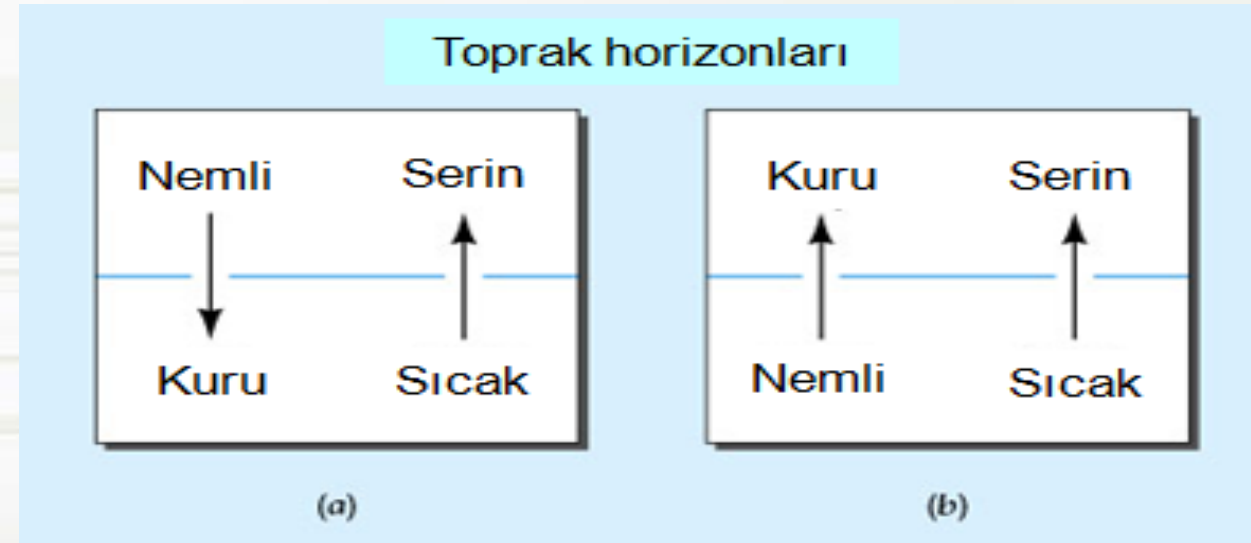 Toprak horizonları
Nemli Serin
Kuru Sıcak
(a)
Kuru Serin
Nemli Sıcak
(b)